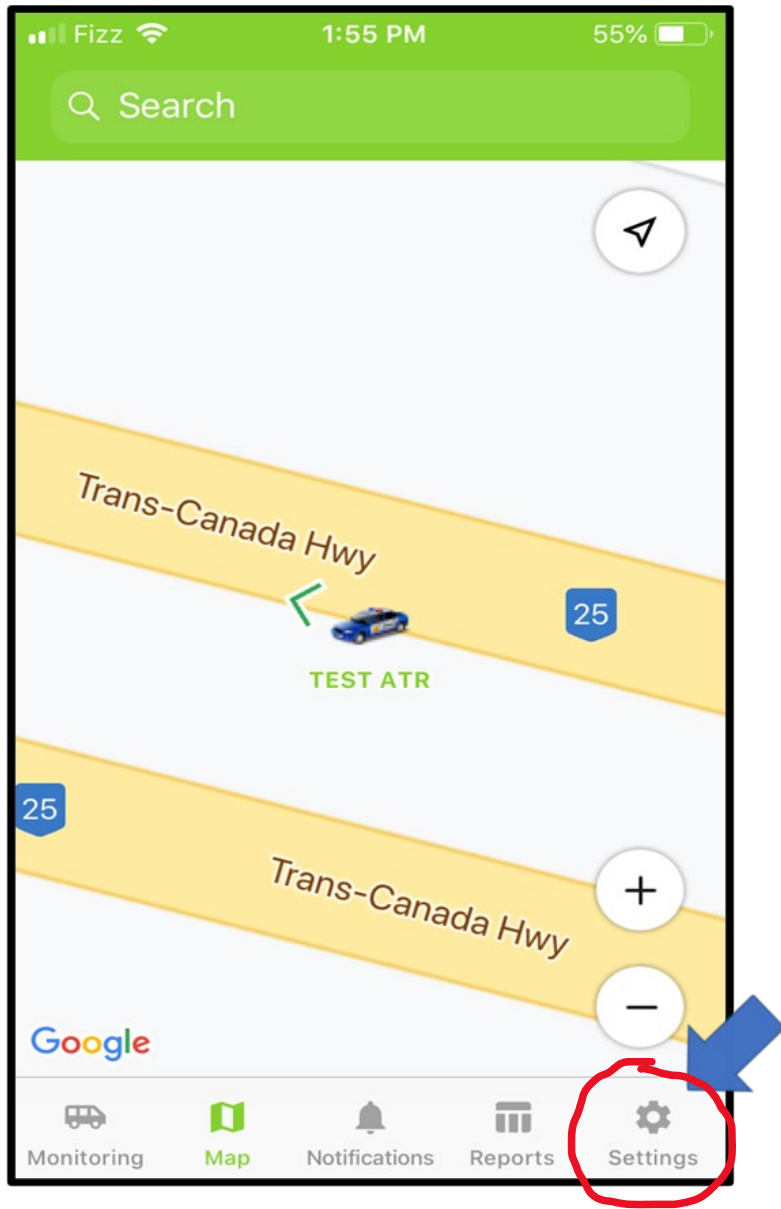 Fizz 1:55 PM 55%
Search
Trans-Canada Hwy
25
TEST ATR
25
Trans-Canada Hwy
Google
Monitoring Map Notifications Reports Settings